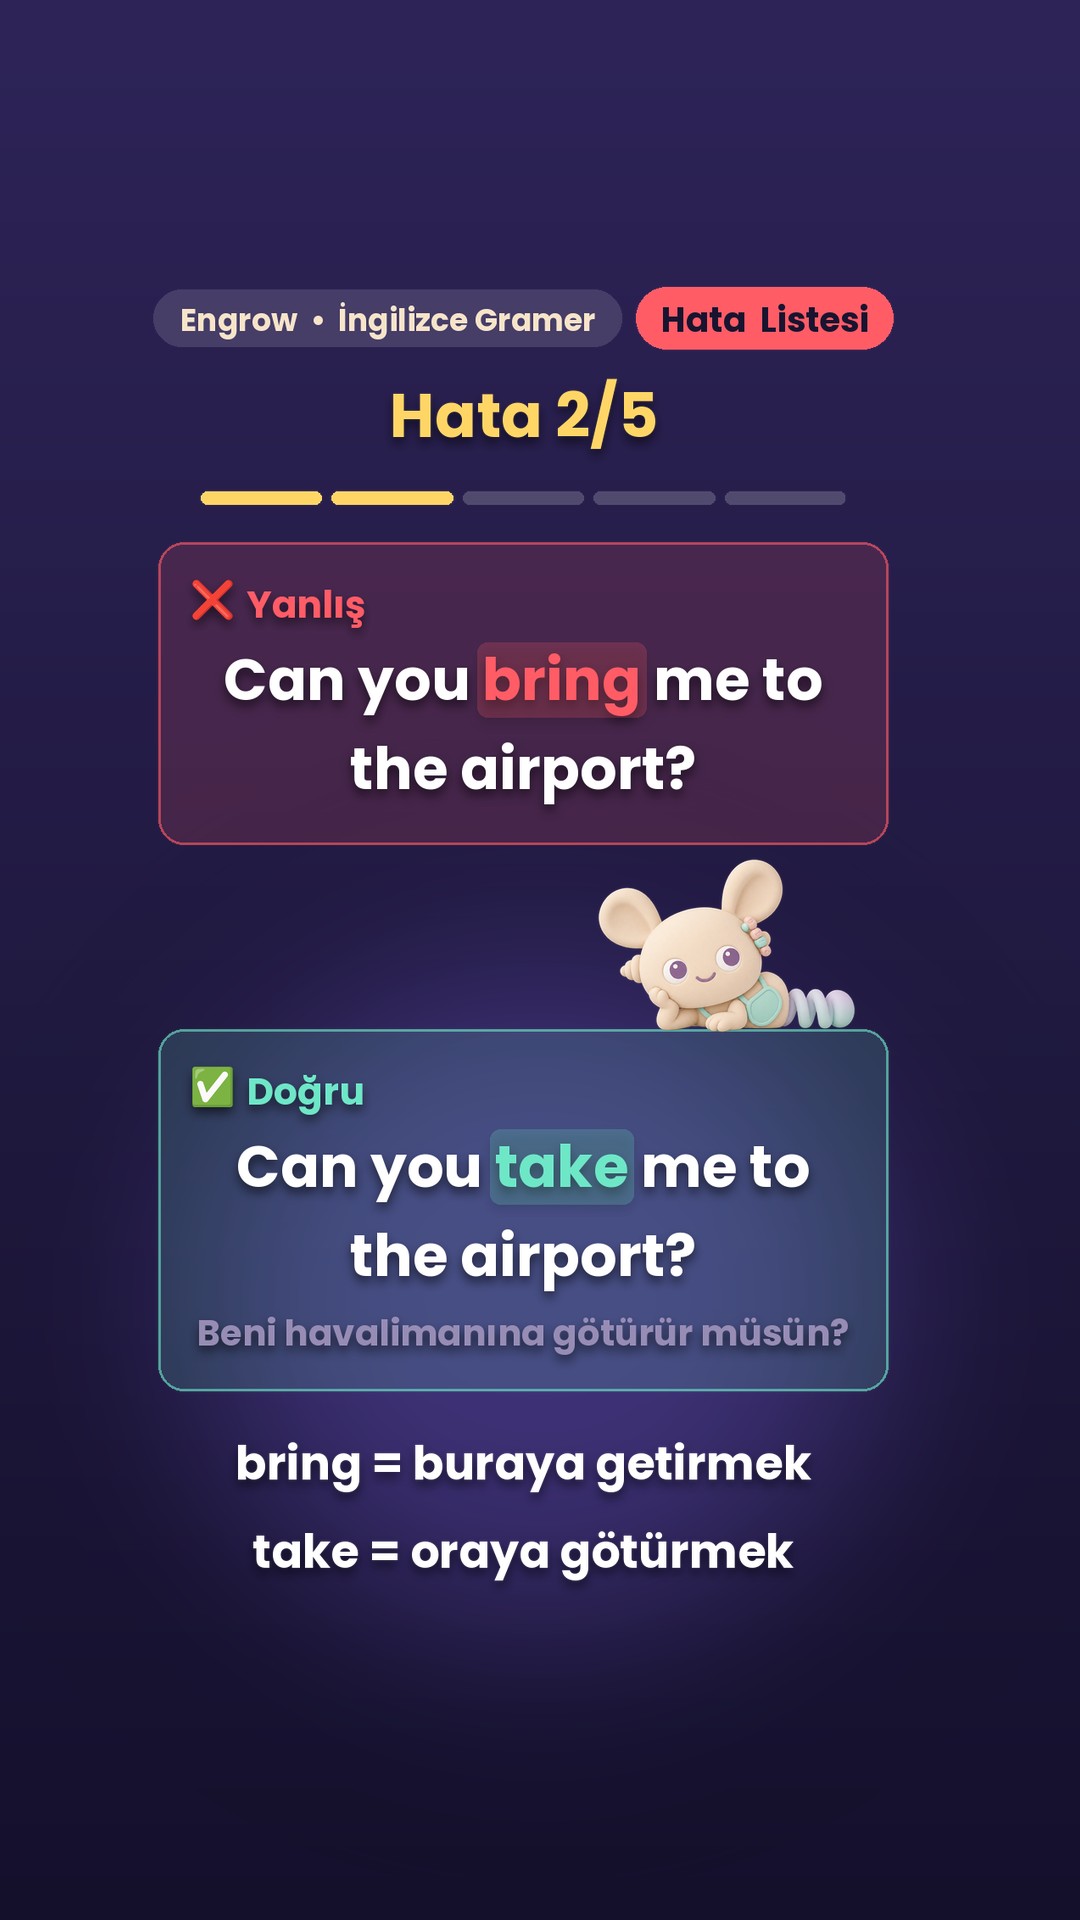 Engrow • İngilizce Gramer
Hata Listesi
Hata 2/5
❌ Yanlış
Can you bring me to
the airport?
✅ Doğru
Can you take me to
the airport?
Beni havalimanına götürür müsün?
bring = buraya getirmek
take = oraya götürmek